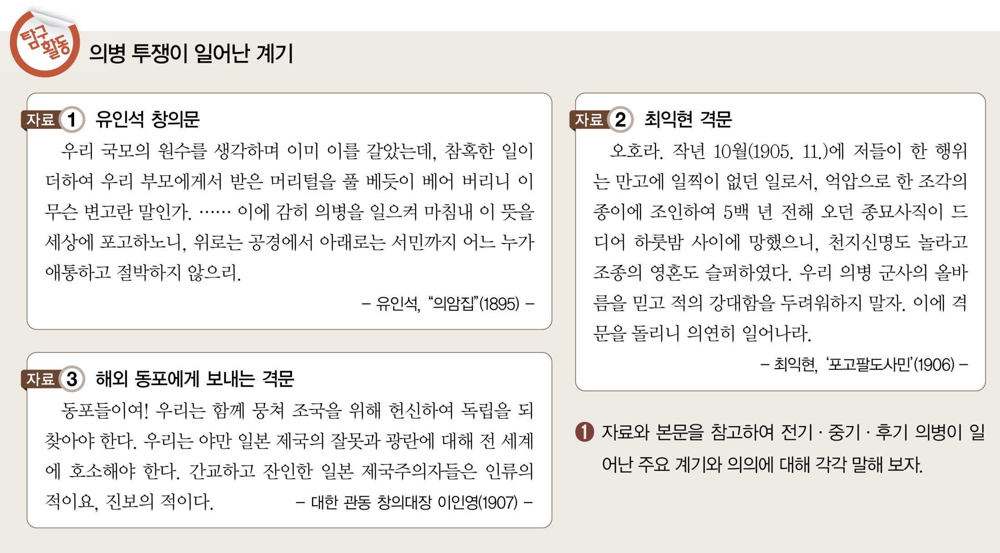 탐구
활동
의병 투쟁이 일어난 계기
자료 1 유인석 창의문
우리 국모의 원수를 생각하며 이미 이를 갈았는데, 참혹한 일이
더하여 우리 부모에게서 받은 머리털을 풀 베듯이 베어 버리니 이
무슨 변고란 말인가. …… 이에 감히 의병을 일으켜 마침내 이 뜻을
세상에 포고하노니, 위로는 공경에서 아래로는 서민까지 어느 누가
애통하고 절박하지 않으리.
– 유인석, “의암집”(1895) –
자료 2 최익현 격문
오호라. 작년 10월(1905. 11.)에 저들이 한 행위
는 만고에 일찍이 없던 일로서, 억압으로 한 조각의
종이에 조인하여 5백 년 전해 오던 종묘사직이 드
디어 하룻밤 사이에 망했으니, 천지신명도 놀라고
조종의 영혼도 슬퍼하였다. 우리 의병 군사의 올바
름을 믿고 적의 강대함을 두려워하지 말자. 이에 격
문을 돌리니 의연히 일어나라.
– 최익현, ‘포고팔도사민’(1906) –
자료 3 해외 동포에게 보내는 격문
동포들이여! 우리는 함께 뭉쳐 조국을 위해 헌신하여 독립을 되
찾아야 한다. 우리는 야만 일본 제국의 잘못과 광란에 대해 전 세계
에 호소해야 한다. 간교하고 잔인한 일본 제국주의자들은 인류의
적이요, 진보의 적이다. – 대한 관동 창의대장 이인영(1907) –
1 자료와 본문을 참고하여 전기·중기·후기 의병이 일
어난 주요 계기와 의의에 대해 각각 말해 보자.